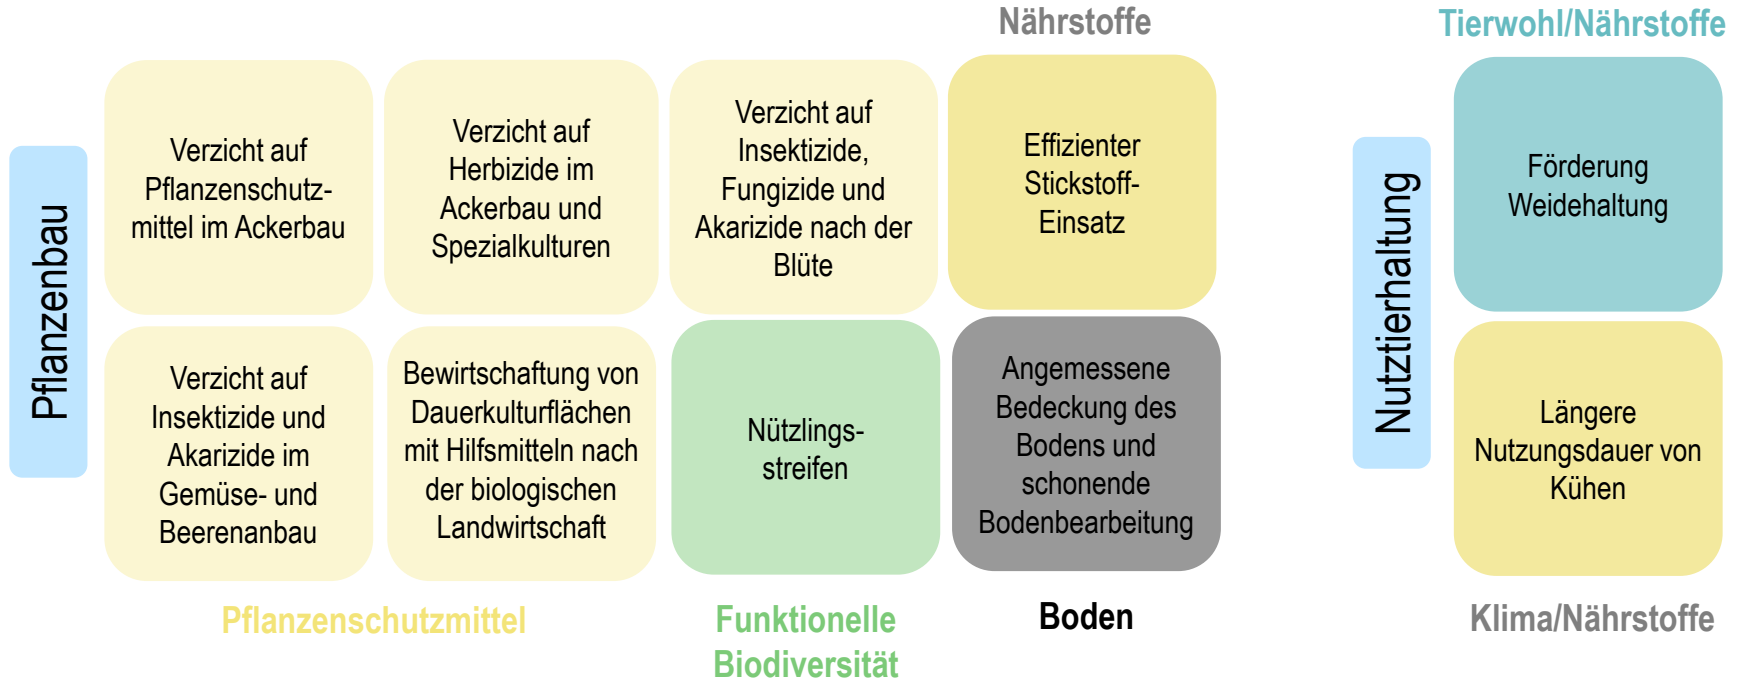 Nährstoffe
Tierwohl/Nährstoffe
Pflanzenbau
Verzicht auf
Pflanzenschutz-
mittel im Ackerbau
Verzicht auf
Herbizide im
Ackerbau und
Spezialkulturen
Verzicht auf
Insektizide,
Fungizide und
Akarizide nach der
Blüte
Effizienter
Stickstoff-
Einsatz
Nutztierhaltung
Förderung
Weidehaltung
Verzicht auf
Insektizide und
Akarizide im
Gemüse- und
Beerenanbau
Bewirtschaftung von
Dauerkulturflächen
mit Hilfsmitteln nach
der biologischen
Landwirtschaft
Nützlings-
streifen
Angemessene
Bedeckung des
Bodens und
schonende
Bodenbearbeitung
Längere
Nutzungsdauer von
Kühen
Pflanzenschutzmittel
Funktionelle
Biodiversität
Boden
Klima/Nährstoffe